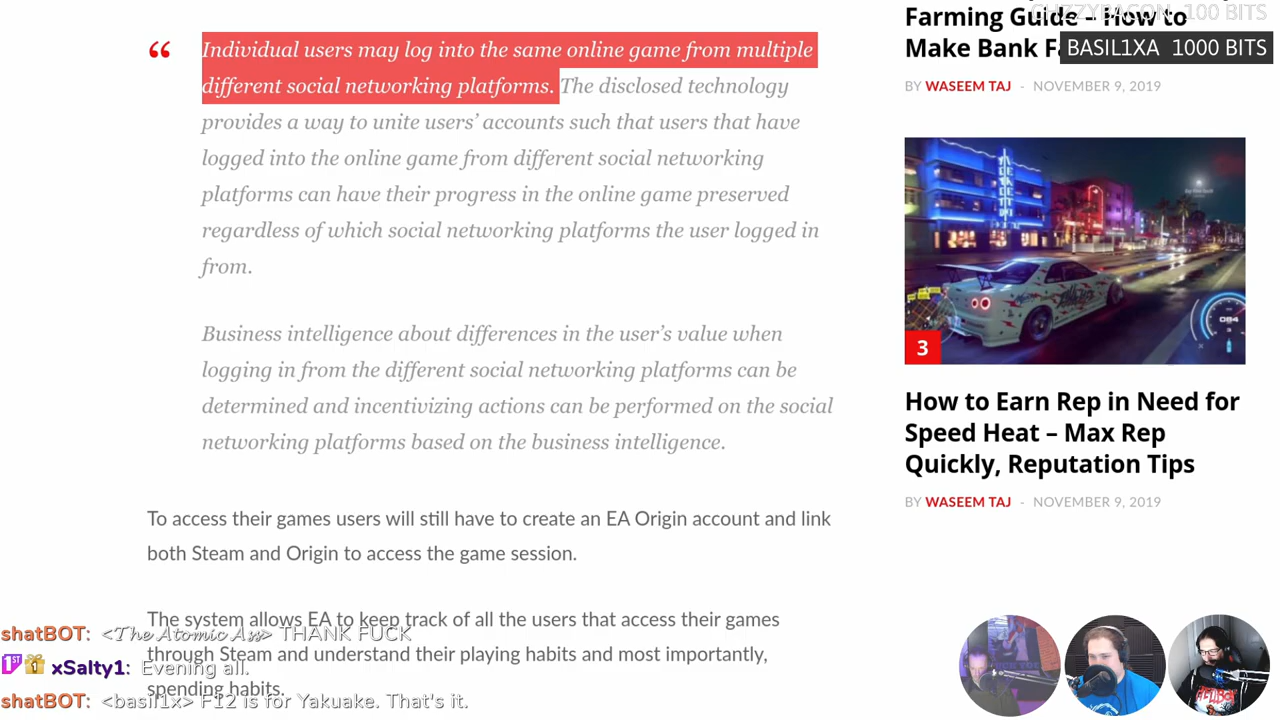 “ Individual users may log into the same online game from multiple
different social networking platforms. The disclosed technology
provides a way to unite users’ accounts such that users that have
logged into the online game from different social networking
platforms can have their progress in the online game preserved
regardless of which social networking platforms the user logged in
from.
Business intelligence about differences in the user’s value when
logging in from the different social networking platforms can be
determined and incentivizing actions can be performed on the social
networking platforms based on the business intelligence.
To access their games users will still have to create an EA Origin account and link
both Steam and Origin to access the game session.
The system allows EA to keep track of all the users that access their games
through Steam and understand their playing habits and most importantly,
spending habits.
Farming Guide – How to
Make Bank
BY WASEEM TAJ - NOVEMBER 9, 2019
3
How to Earn Rep in Need for
Speed Heat – Max Rep
Quickly, Reputation Tips
BY WASEEM TAJ - NOVEMBER 9, 2019
100 BITS
BASIL1XA 1000 BITS
shatBOT: <The Atomic Ass> THANK FUCK
1ST 1 xSalty1: Evening all.
shatBOT: <basil1x> F12 is for Yakuake. That's it.